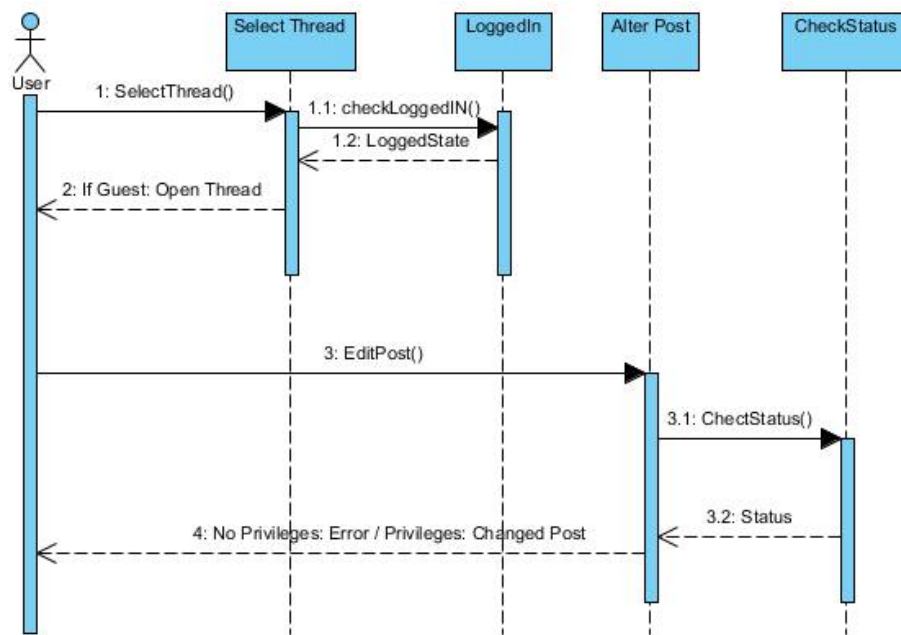 Select Thread
LoggedIn
Alter Post
CheckStatus
User
1: SelectThread()
1.1: checkLoggedIN()
1.2: LoggedState
2: If Guest: Open Thread
3: EditPost()
3.1: ChectStatus()
3.2: Status
4: No Privileges: Error / Privileges: Changed Post